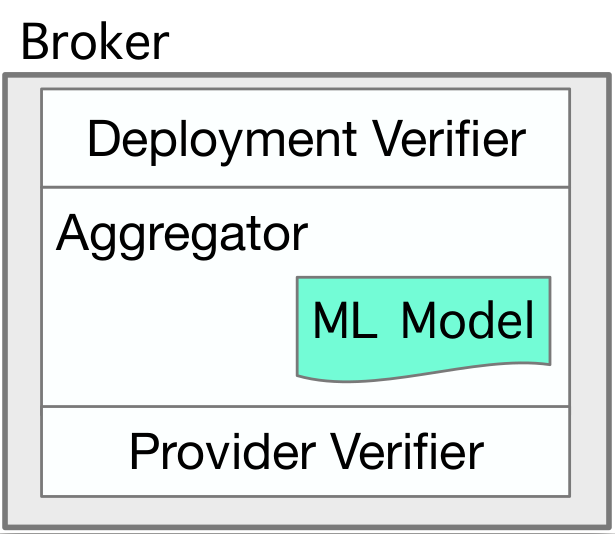 Broker
Deployment Verifier
Aggregator
ML Model
Provider Verifier